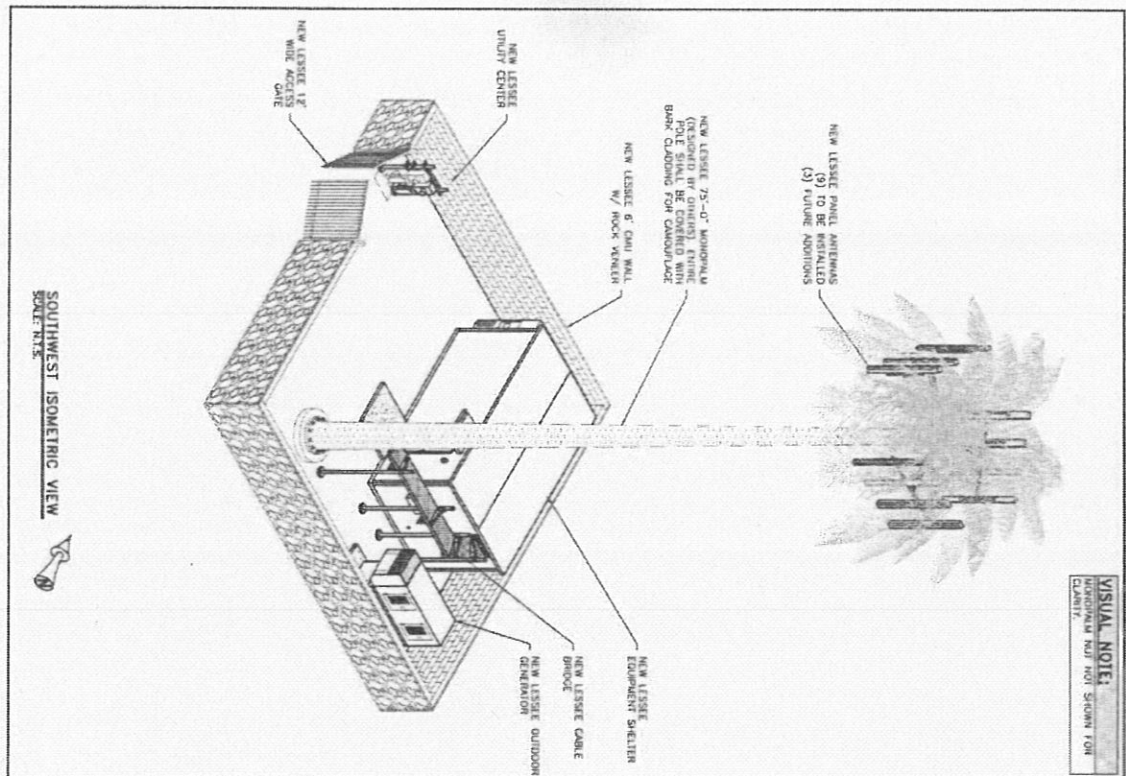 VISUAL NOTE:
MONOPALM NUT NOT SHOWN FOR
CLARITY.
NEW LESSEE PANEL ANTENNAS
(9) TO BE INSTALLED
(3) FUTURE ADDITIONS
NEW LESSEE 75'-0" MONOPALM
(DESIGNED BY OTHERS). ENTIRE
POLE SHALL BE COVERED WITH
BARK CLADDING FOR CAMOUFLAGE
NEW LESSEE 6' CMU WALL
W/ ROCK VENEER
NEW LESSEE
UTILITY CENTER
NEW LESSEE 12'
WIDE ACCESS
GATE
NEW LESSEE
EQUIPMENT SHELTER
NEW LESSEE CABLE
BRIDGE
NEW LESSEE OUTDOOR
GENERATOR
SOUTHWEST ISOMETRIC VIEW
SCALE: N.T.S.
N